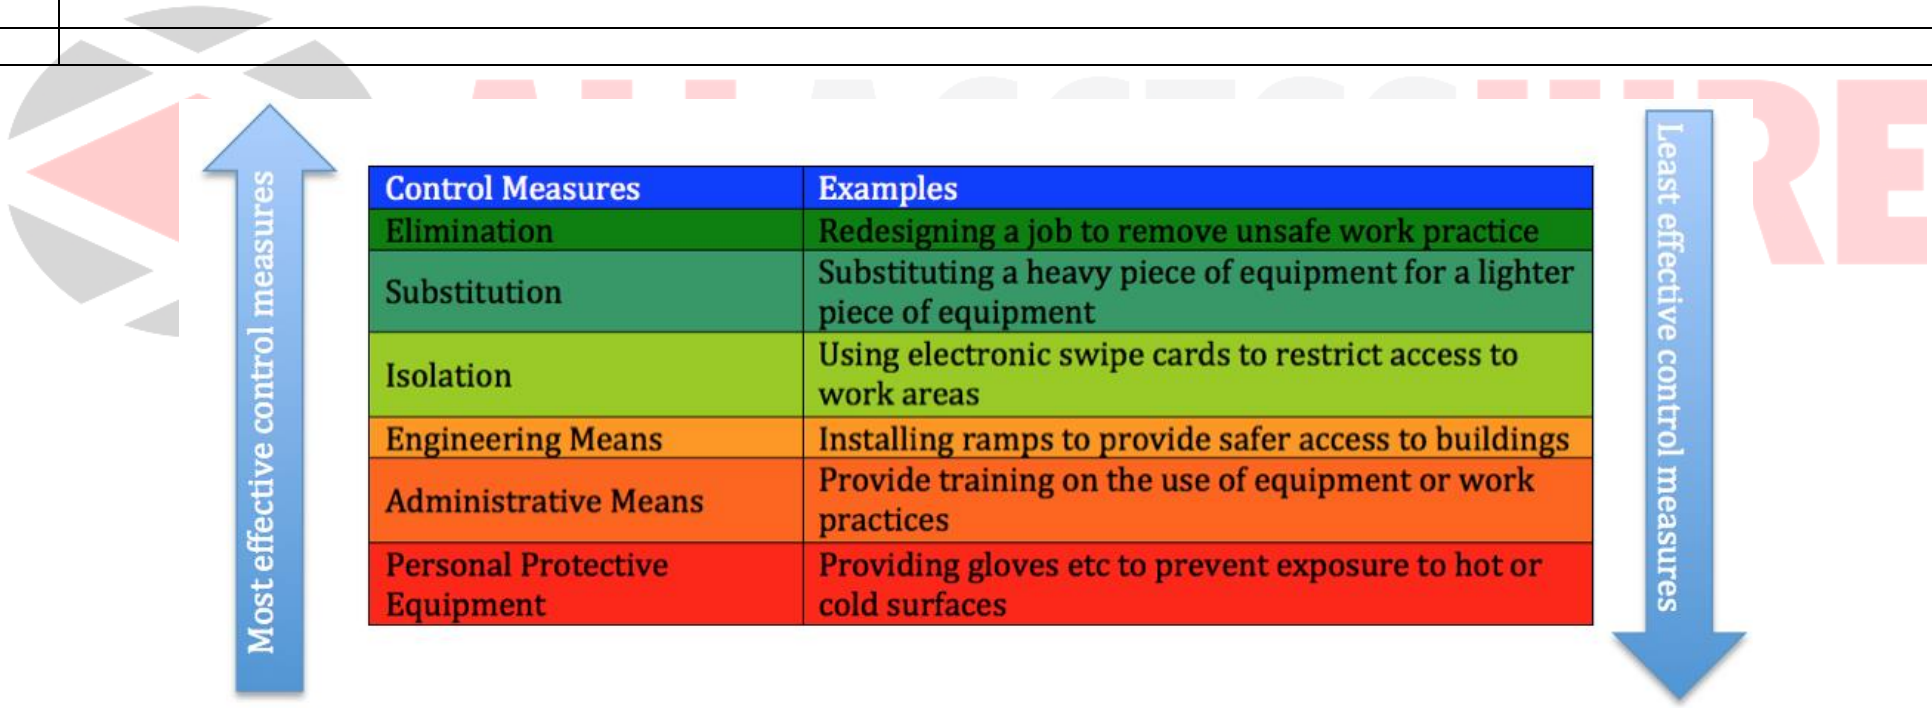 ALL ACCESS HIRE
Most effective control measures
Control Measures Examples
Elimination Redesigning a job to remove unsafe work practice
Substitution Substituting a heavy piece of equipment for a lighter
piece of equipment
Isolation Using electronic swipe cards to restrict access to
work areas
Engineering Means Installing ramps to provide safer access to buildings
Administrative Means Provide training on the use of equipment or work
practices
Personal Protective Providing gloves etc to prevent exposure to hot or
Equipment cold surfaces
Least effective control measures